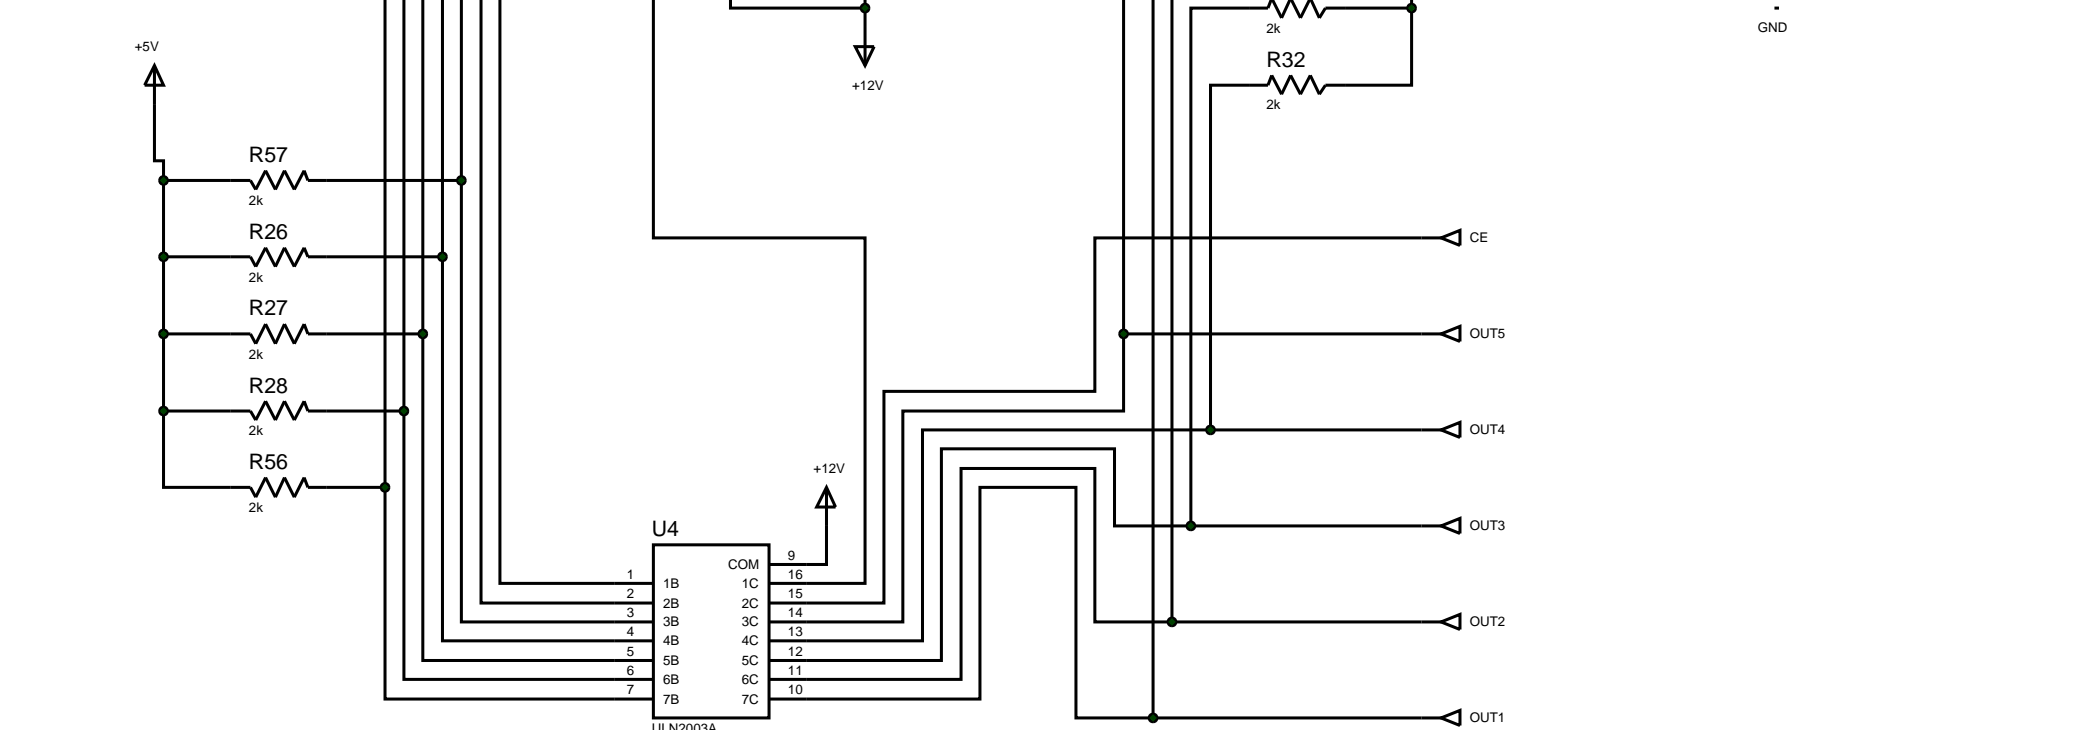 2k
GND
+5V
R32
+12V
2k
R57
2k
R26
2k
CE
R27
2k
OUT5
R28
2k
OUT4
R56
2k
+12V
OUT3
U4
COM 9
1 1B 1C 16
2 2B 2C 15
3 3B 3C 14
4 4B 4C 13
5 5B 5C 12
6 6B 6C 11
7 7B 7C 10
OUT2
OUT1
ULN2003A